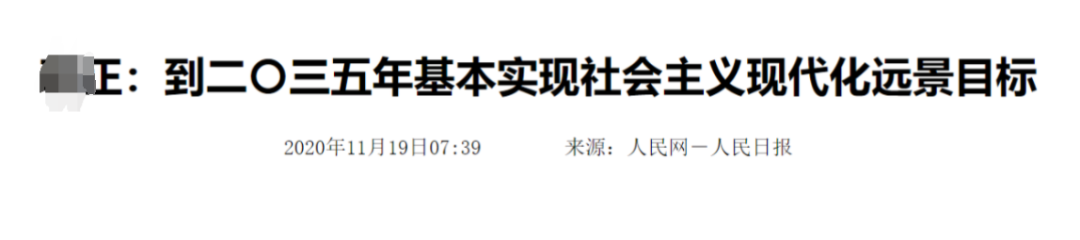 正：到二〇三五年基本实现社会主义现代化远景目标
2020年11月19日07:39 来源：人民网－人民日报